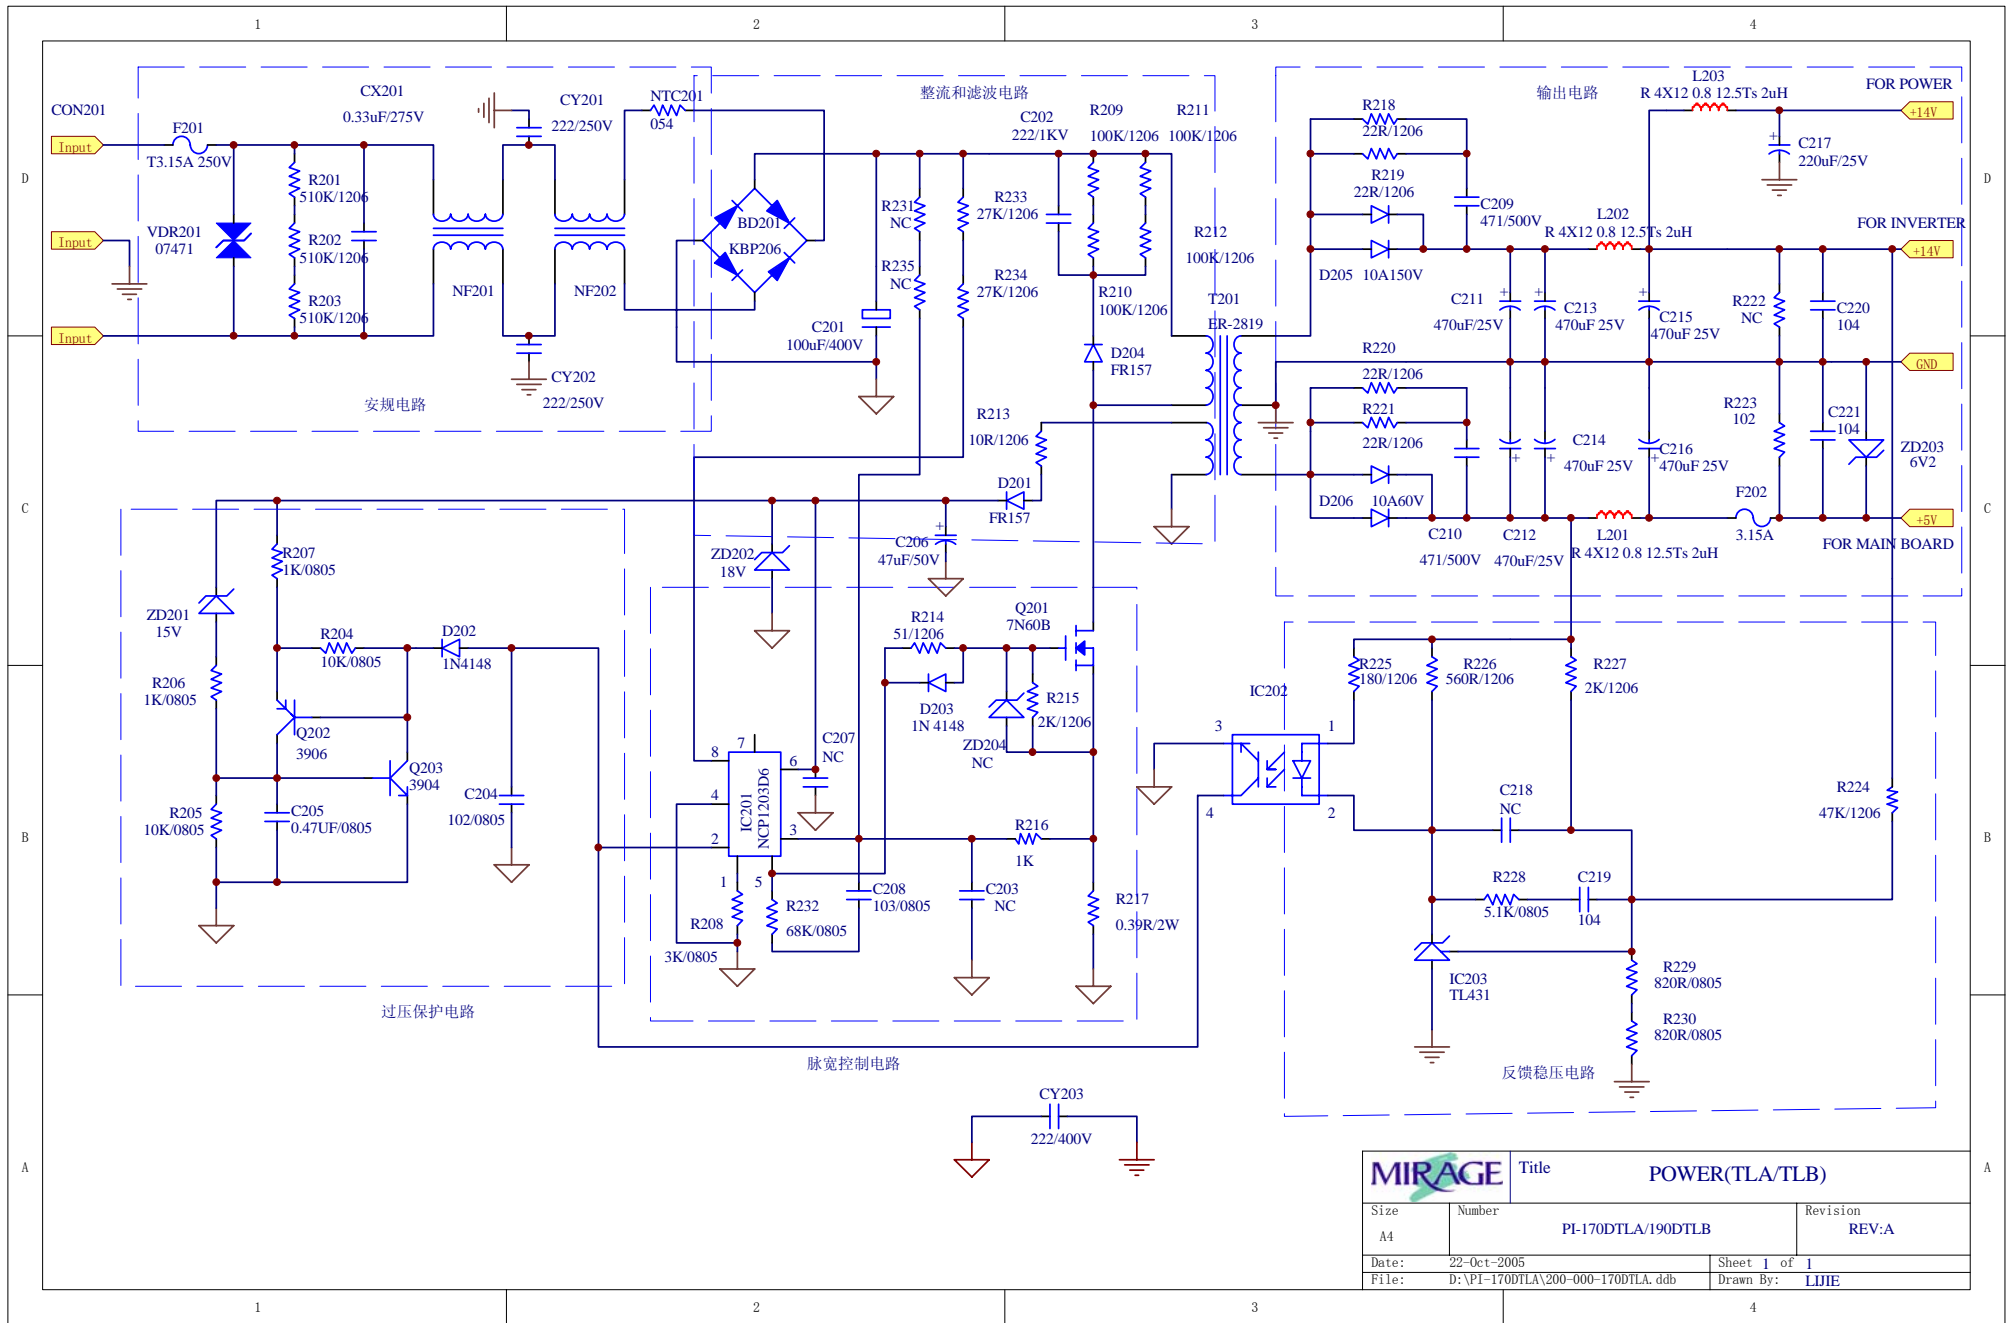 1
2
3
4
D
D
C
C
B
B
A
A
1
2
3
4
CON201
Input
Input
Input
F201
T3.15A 250V
VDR201
07471
R201
510K/1206
R202
510K/1206
R203
510K/1206
CX201
0.33uF/275V
NF201
CY201
222/250V
NF202
CY202
222/250V
安规电路
NTC201
054
BD201
KBP206
整流和滤波电路
C201
100uF/400V
R231
NC
R235
NC
R233
27K/1206
R234
27K/1206
C202
222/1KV
R209
100K/1206
R211
100K/1206
R212
100K/1206
R210
100K/1206
D204
FR157
T201
ER-2819
R213
10R/1206
D201
FR157
C206
47uF/50V
+
ZD202
18V
输出电路
R218
22R/1206
R219
22R/1206
C209
471/500V
D205
10A150V
L203
R 4X12 0.8 12.5Ts 2uH
FOR POWER
+14V
+
C217
220uF/25V
L202
R 4X12 0.8 12.5Ts 2uH
FOR INVERTER
+14V
+
C211
470uF/25V
+
C213
470uF 25V
+
C215
470uF 25V
R222
NC
C220
104
GND
R220
22R/1206
R221
22R/1206
D206
10A60V
C210
471/500V
+
C212
470uF/25V
+
C214
470uF 25V
+
C216
470uF 25V
R223
102
C221
104
ZD203
6V2
L201
R 4X12 0.8 12.5Ts 2uH
F202
3.15A
+5V
FOR MAIN BOARD
R207
1K/0805
ZD201
15V
R204
10K/0805
D202
1N4148
R206
1K/0805
Q202
3906
Q203
3904
R205
10K/0805
C205
0.47UF/0805
C204
102/0805
过压保护电路
R214
51/1206
Q201
7N60B
D203
1N 4148
R215
2K/1206
ZD204
NC
C207
NC
8
7
6
4
3
2
1
5
IC201
NCP1203D6
R208
3K/0805
R232
68K/0805
C208
103/0805
C203
NC
R216
1K
R217
0.39R/2W
脉宽控制电路
IC202
3
1
4
2
R225
180/1206
R226
560R/1206
R227
2K/1206
C218
NC
R224
47K/1206
R228
5.1K/0805
C219
104
IC203
TL431
R229
820R/0805
R230
820R/0805
反馈稳压电路
CY203
222/400V
MIRAGE
Title
POWER(TLA/TLB)
Size
A4
Number
PI-170DTLA/190DTLB
Revision
REV:A
Date:
22-Oct-2005
Sheet 1 of 1
File:
D:\PI-170DTLA\200-000-170DTLA.ddb
Drawn By:
LIJIE